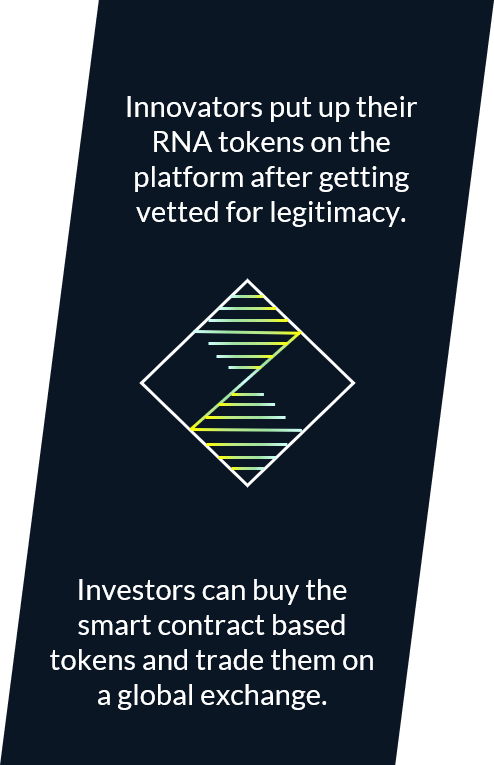 Innovators put up their
RNA tokens on the
platform after getting
vetted for legitimacy.
Investors can buy the
smart contract based
tokens and trade them on
a global exchange.